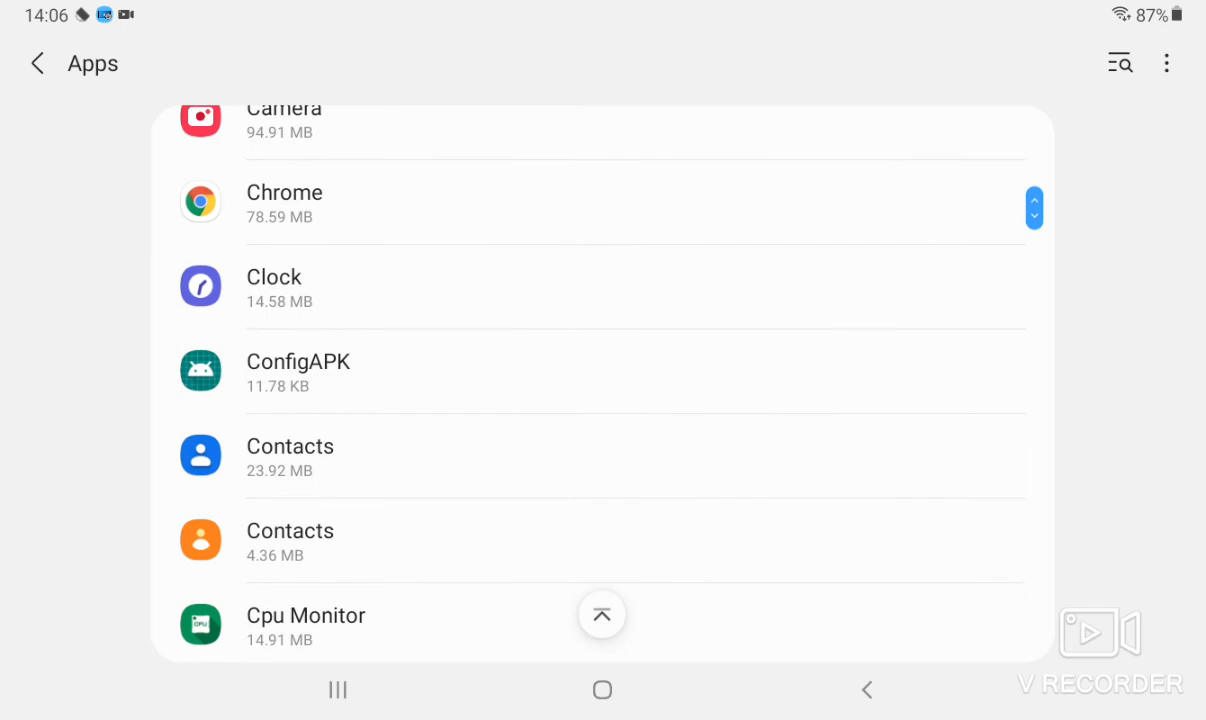 14:06
87%
Apps
Camera
94.91 MB
Chrome
78.59 MB
Clock
14.58 MB
ConfigAPK
11.78 KB
Contacts
23.92 MB
Contacts
4.36 MB
CPU
Cpu Monitor
14.91 MB
V RECORDER